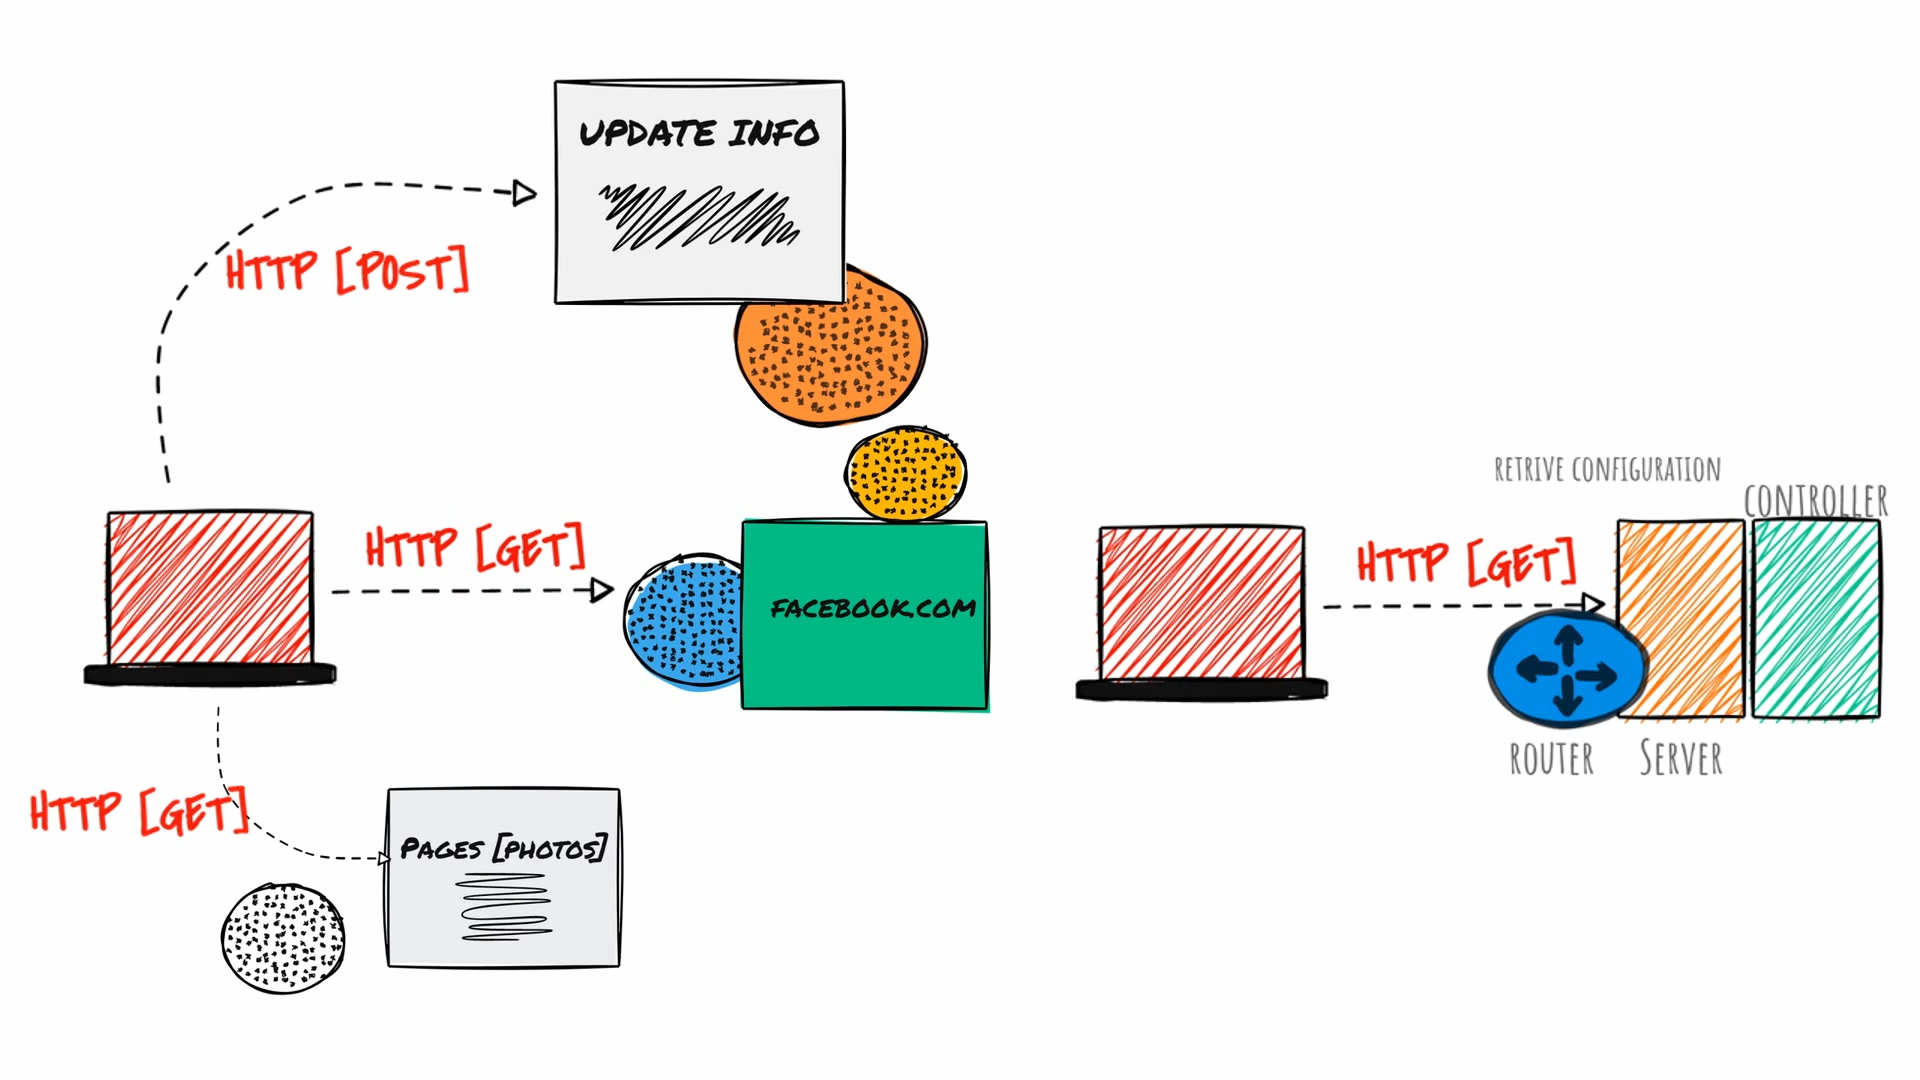 UPDATE INFO
HTTP [POST]
HTTP [GET]
FACEBOOK.COM
HTTP [GET]
PAGES [PHOTOS]
RETRIVE CONFIGURATION
CONTROLLER
HTTP [GET]
ROUTER
SERVER